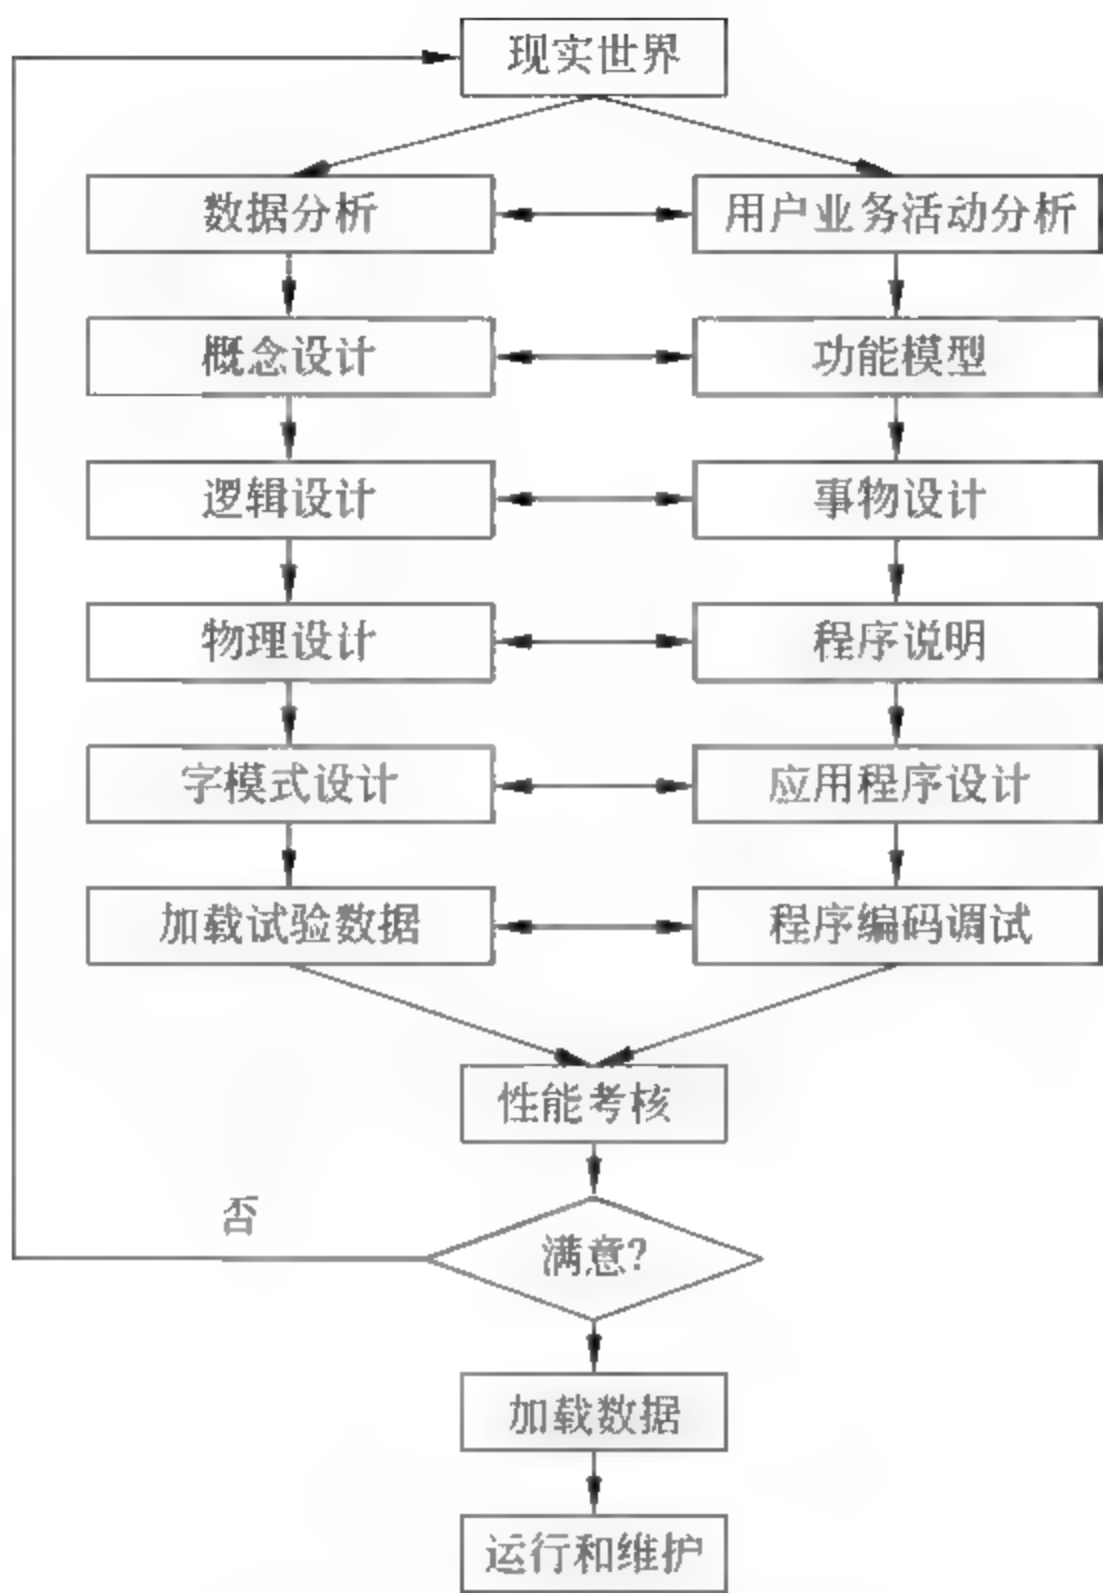 现实世界
数据分析
用户业务活动分析
概念设计
功能模型
逻辑设计
事物设计
物理设计
程序说明
字模式设计
应用程序设计
加载试验数据
程序编码调试
性能考核
否
满意?
加载数据
运行和维护